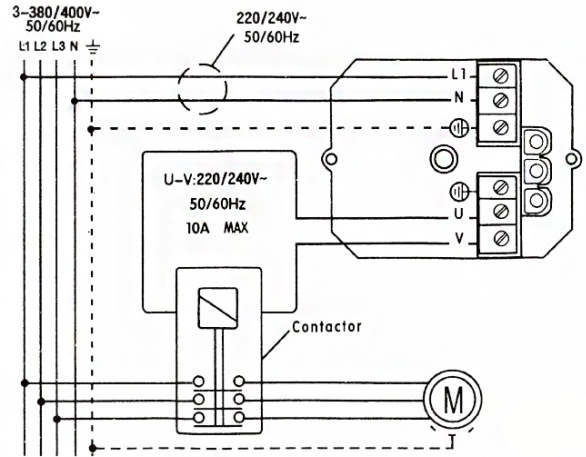 3-380/400V~
50/60Hz
L1 L2 L3 N
220/240V~
50/60Hz
L1
N
U-V:220/240V~
50/60Hz
10A MAX
U
V
Contactor
M